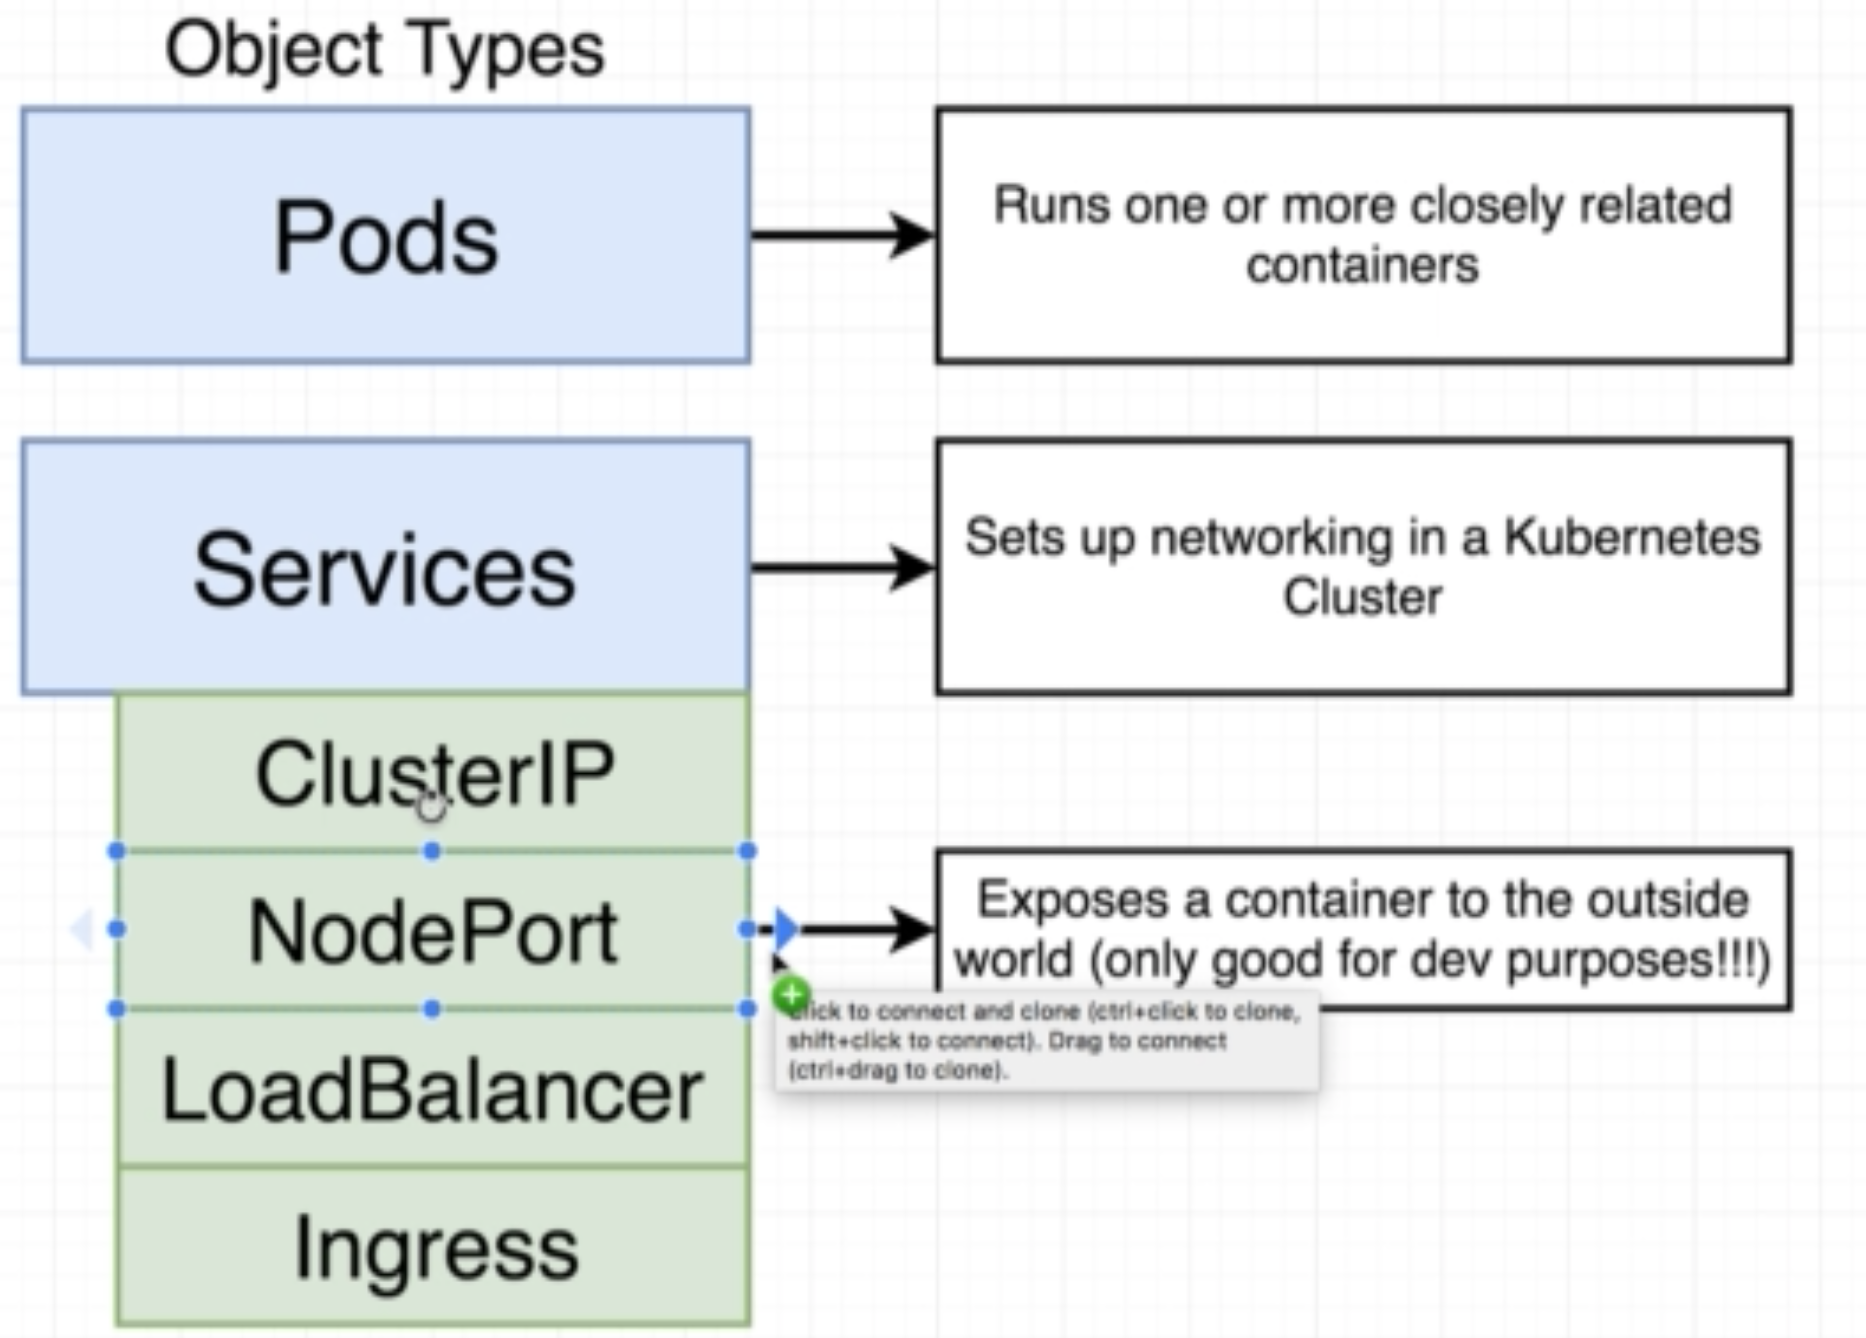 Object Types
Pods
Runs one or more closely related
containers
Services
Sets up networking in a Kubernetes
Cluster
ClusterIP
NodePort
Exposes a container to the outside
world (only good for dev purposes!!!)
Click to connect and clone (ctrl+click to clone,
shift+click to connect). Drag to connect
(ctrl+drag to clone).
LoadBalancer
Ingress